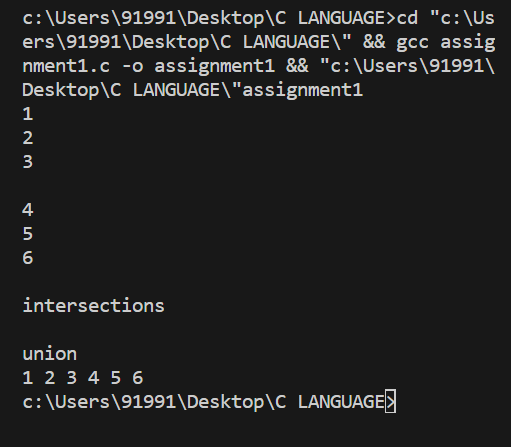 c:\Users\91991\Desktop\C LANGUAGE>cd "c:\Us
ers\91991\Desktop\C LANGUAGE\" && gcc assig
nment1.c -o assignment1 && "c:\Users\91991\
Desktop\C LANGUAGE\"assignment1
1
2
3

4
5
6

intersections

union
1 2 3 4 5 6
c:\Users\91991\Desktop\C LANGUAGE>